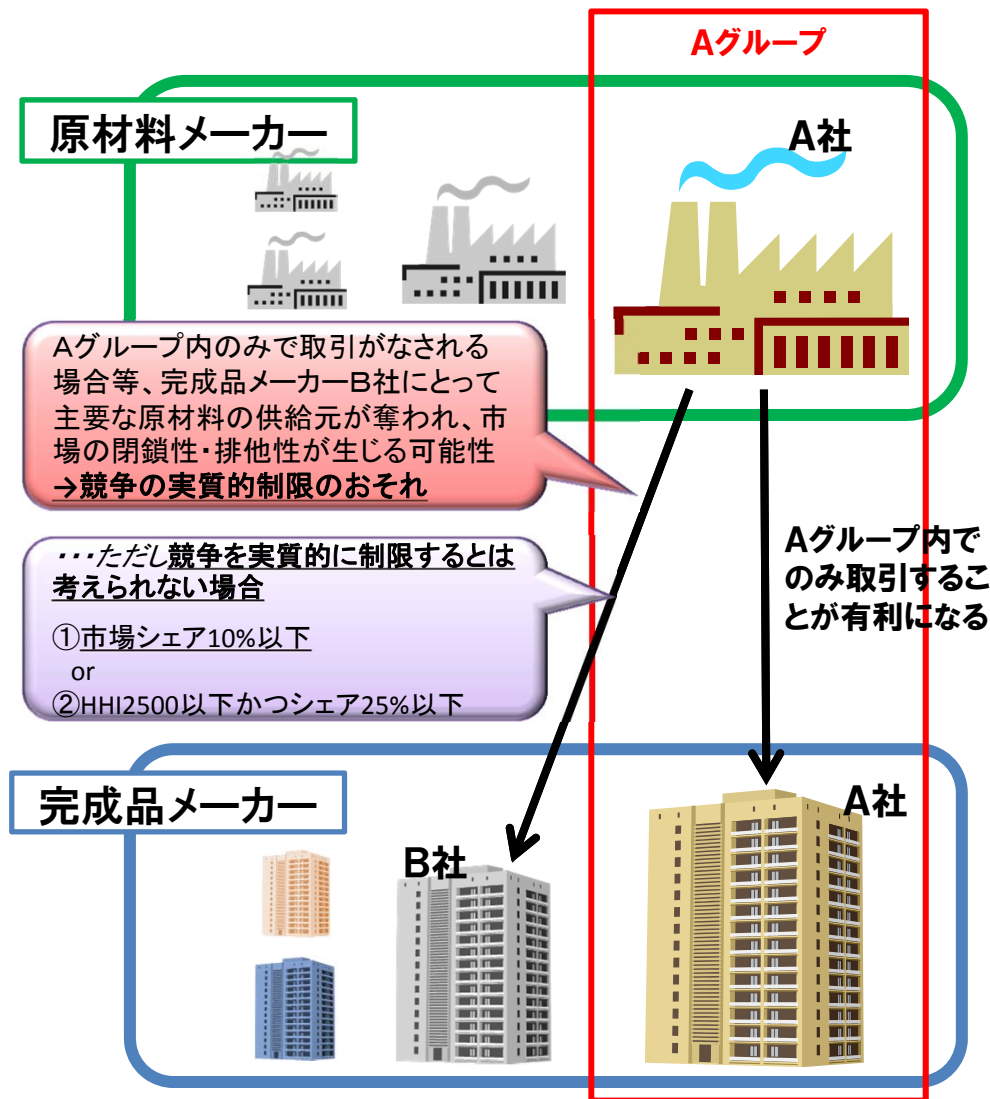 Aグループ
原材料メーカー
A社
Aグループ内のみで取引がなされる
場合等、完成品メーカーB社にとって
主要な原材料の供給元が奪われ、市
場の閉鎖性・排他性が生じる可能性
→競争の実質的制限のおそれ
・・・ただし競争を実質的に制限するとは
考えられない場合
①市場シェア10%以下
or
②HHI2500以下かつシェア25%以下
Aグループ内で
のみ取引するこ
とが有利になる
完成品メーカー
B社
A社